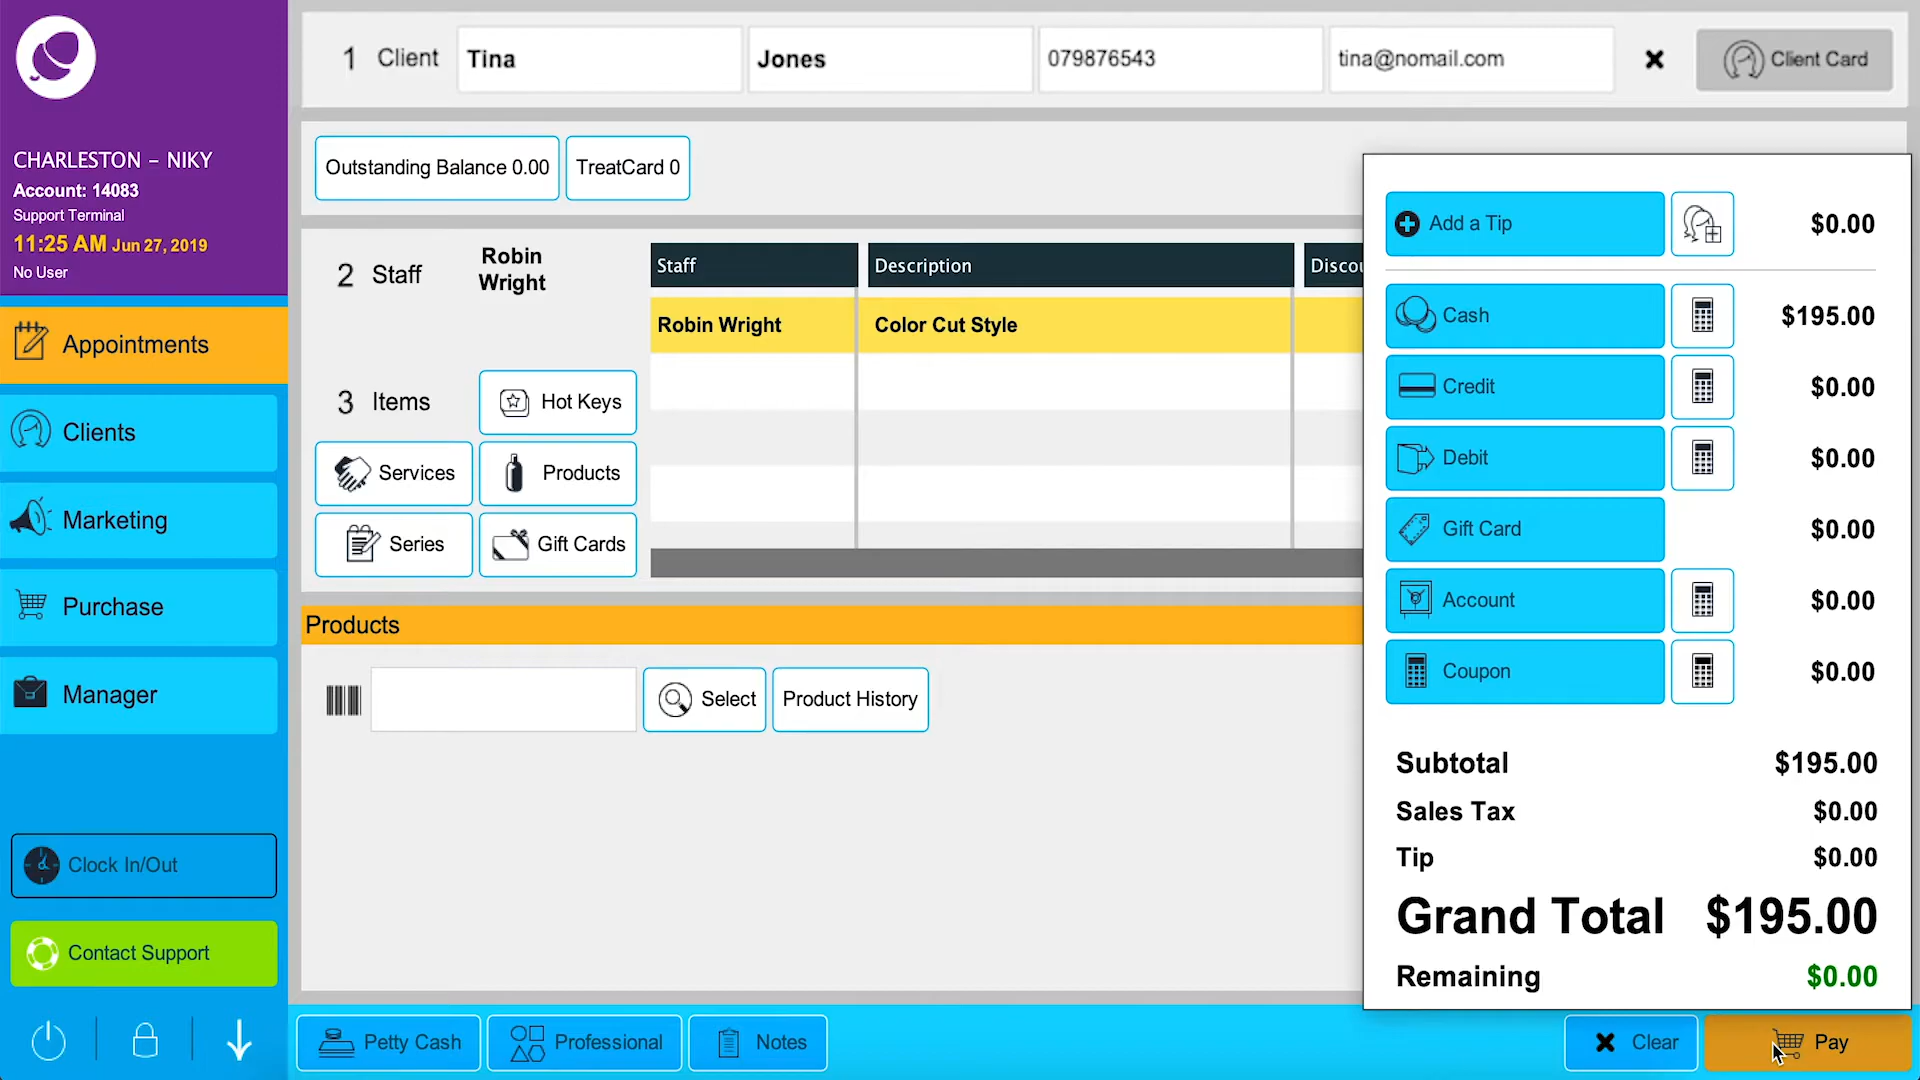 CHARLESTON – NIKY
Account: 14083
Support Terminal
11:25 AM Jun 27, 2019
No User
Appointments
Clients
Marketing
Purchase
Manager
Clock In/Out
Contact Support
1 Client Tina Jones 079876543 tina@nomail.com Client Card
Outstanding Balance 0.00 TreatCard 0
2 Staff Robin Wright
Staff Description Discou
Robin Wright Color Cut Style
3 Items Hot Keys
Services Products
Series Gift Cards
Products
Select Product History
Add a Tip $0.00
Cash $195.00
Credit $0.00
Debit $0.00
Gift Card $0.00
Account $0.00
Coupon $0.00
Subtotal $195.00
Sales Tax $0.00
Tip $0.00
Grand Total $195.00
Remaining $0.00
Petty Cash Professional Notes Clear Pay